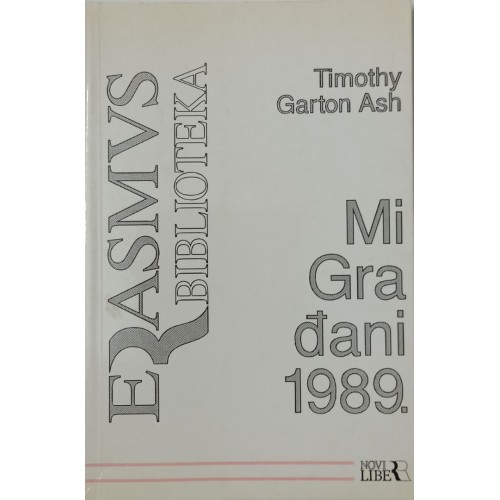 ERASMVS
BIBLIOTEKA
Timothy
Garton Ash
Mi
Gra
đani
1989.
NOVI
LIBER